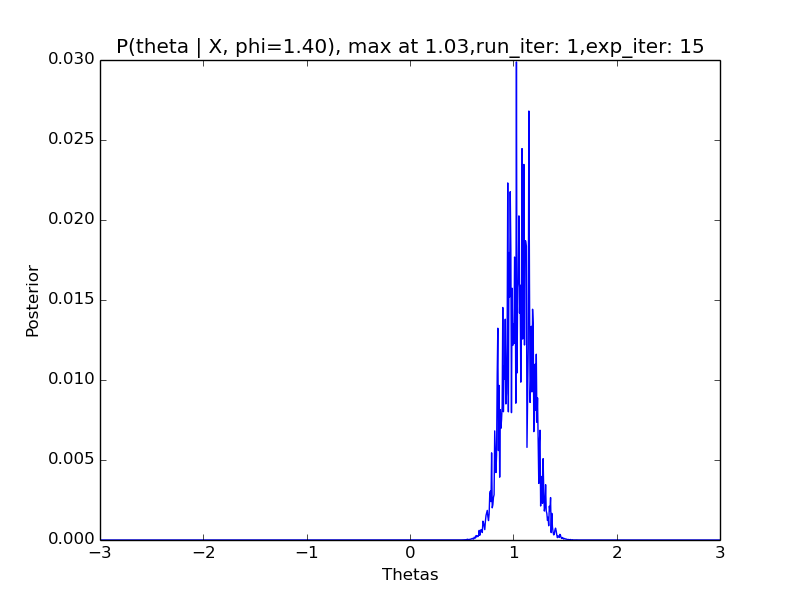 P(theta | X, phi=1.40), max at 1.03,run_iter: 1,exp_iter: 15
0.030
0.025
0.020
0.015
0.010
0.005
0.000
Posterior
−3 −2 −1 0 1 2 3
Thetas